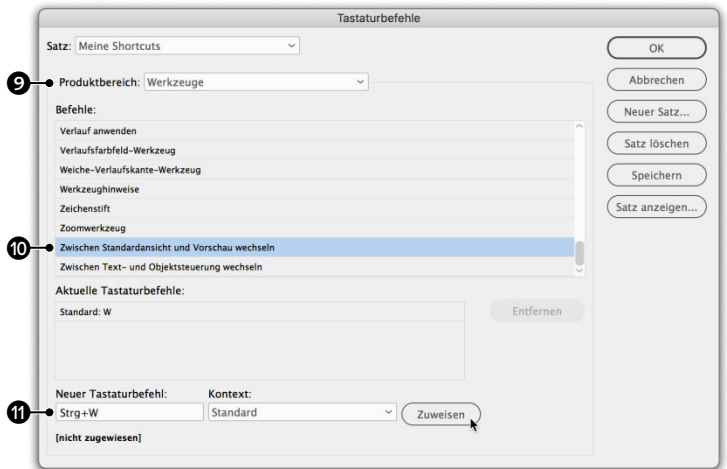 Tastaturbefehle
Satz: Meine Shortcuts
OK
9 Produktbereich: Werkzeuge
Abbrechen
Befehle:
Neuer Satz...
Verlauf anwenden
Verlaufsfarbfeld-Werkzeug
Satz löschen
Weiche-Verlaufskante-Werkzeug
Speichern
Werkzeughinweise
Zeichenstift
Satz anzeigen...
Zoomwerkzeug
10 Zwischen Standardansicht und Vorschau wechseln
Zwischen Text- und Objektsteuerung wechseln
Aktuelle Tastaturbefehle:
Standard: W
Entfernen
Neuer Tastaturbefehl: Kontext:
11 Strg+W Standard Zuweisen
[nicht zugewiesen]